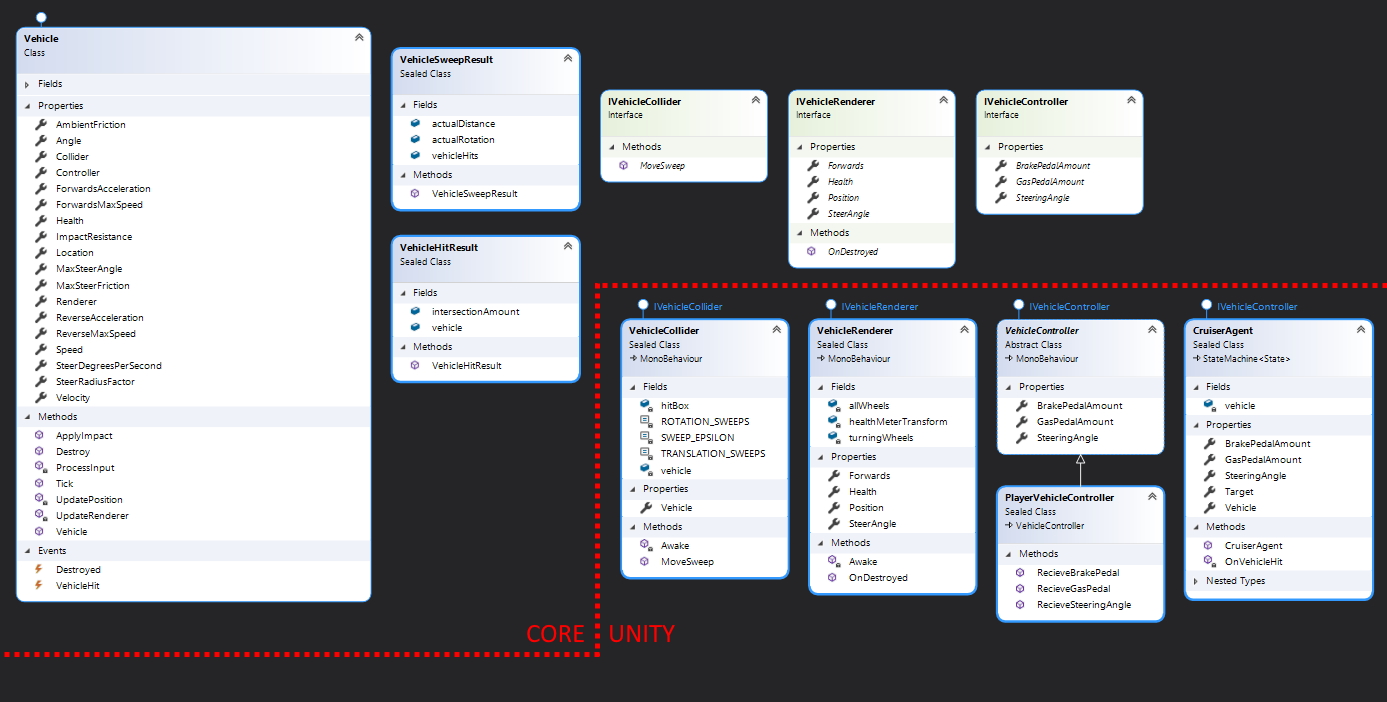 Vehicle
Class
Fields
Properties
AmbientFriction
Angle
Collider
Controller
ForwardsAcceleration
ForwardsMaxSpeed
Health
ImpactResistance
Location
MaxSteerAngle
MaxSteerFriction
Renderer
ReverseAcceleration
ReverseMaxSpeed
Speed
SteerDegreesPerSecond
SteerRadiusFactor
Velocity
Methods
ApplyImpact
Destroy
ProcessInput
Tick
UpdatePosition
UpdateRenderer
Vehicle
Events
Destroyed
VehicleHit
VehicleSweepResult
Sealed Class
Fields
actualDistance
actualRotation
vehicleHits
Methods
VehicleSweepResult
VehicleHitResult
Sealed Class
Fields
intersectionAmount
vehicle
Methods
VehicleHitResult
IVehicleCollider
Interface
Methods
MoveSweep
IVehicleRenderer
Interface
Properties
Forwards
Health
Position
SteerAngle
Methods
OnDestroyed
IVehicleController
Interface
Properties
BrakePedalAmount
GasPedalAmount
SteeringAngle
IVehicleCollider
VehicleCollider
Sealed Class
MonoBehaviour
Fields
hitBox
ROTATION_SWEEPS
SWEEP_EPSILON
TRANSLATION_SWEEPS
vehicle
Properties
Vehicle
Methods
Awake
MoveSweep
IVehicleRenderer
VehicleRenderer
Sealed Class
MonoBehaviour
Fields
allWheels
healthMeterTransform
turningWheels
Properties
Forwards
Health
Position
SteerAngle
Methods
Awake
OnDestroyed
IVehicleController
VehicleController
Abstract Class
MonoBehaviour
Properties
BrakePedalAmount
GasPedalAmount
SteeringAngle
PlayerVehicleController
Sealed Class
VehicleController
Methods
RecieveBrakePedal
RecieveGasPedal
RecieveSteeringAngle
IVehicleController
CruiserAgent
Sealed Class
StateMachine<State>
Fields
vehicle
Properties
BrakePedalAmount
GasPedalAmount
SteeringAngle
Target
Vehicle
Methods
CruiserAgent
OnVehicleHit
Nested Types
CORE
UNITY